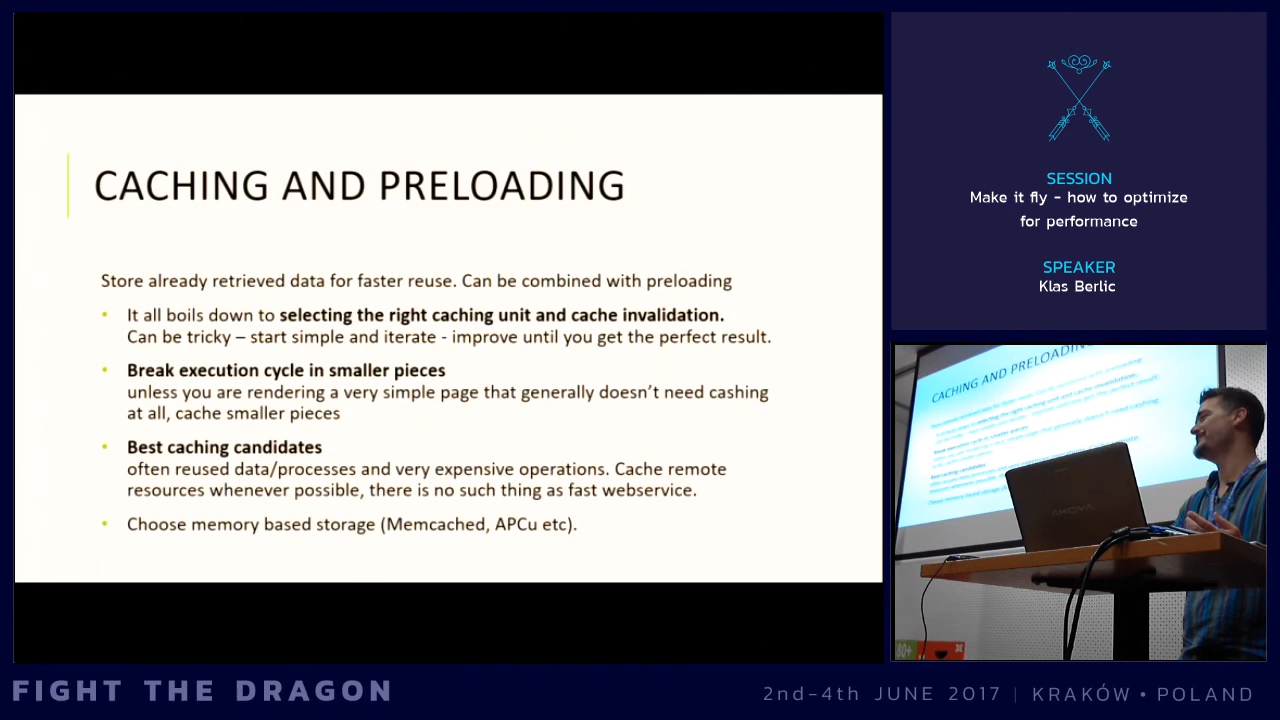 CACHING AND PRELOADING
Store already retrieved data for faster reuse. Can be combined with preloading
• It all boils down to selecting the right caching unit and cache invalidation.
Can be tricky – start simple and iterate - improve until you get the perfect result.
• Break execution cycle in smaller pieces
unless you are rendering a very simple page that generally doesn't need cashing
at all, cache smaller pieces
• Best caching candidates
often reused data/processes and very expensive operations. Cache remote
resources whenever possible, there is no such thing as fast webservice.
• Choose memory based storage (Memcached, APCu etc).
SESSION
Make it fly - how to optimize
for performance
SPEAKER
Klas Berlic
CACHING AND PRELOADING
80+
FIGHT THE DRAGON
2nd-4th JUNE 2017 | KRAKÓW • POLAND